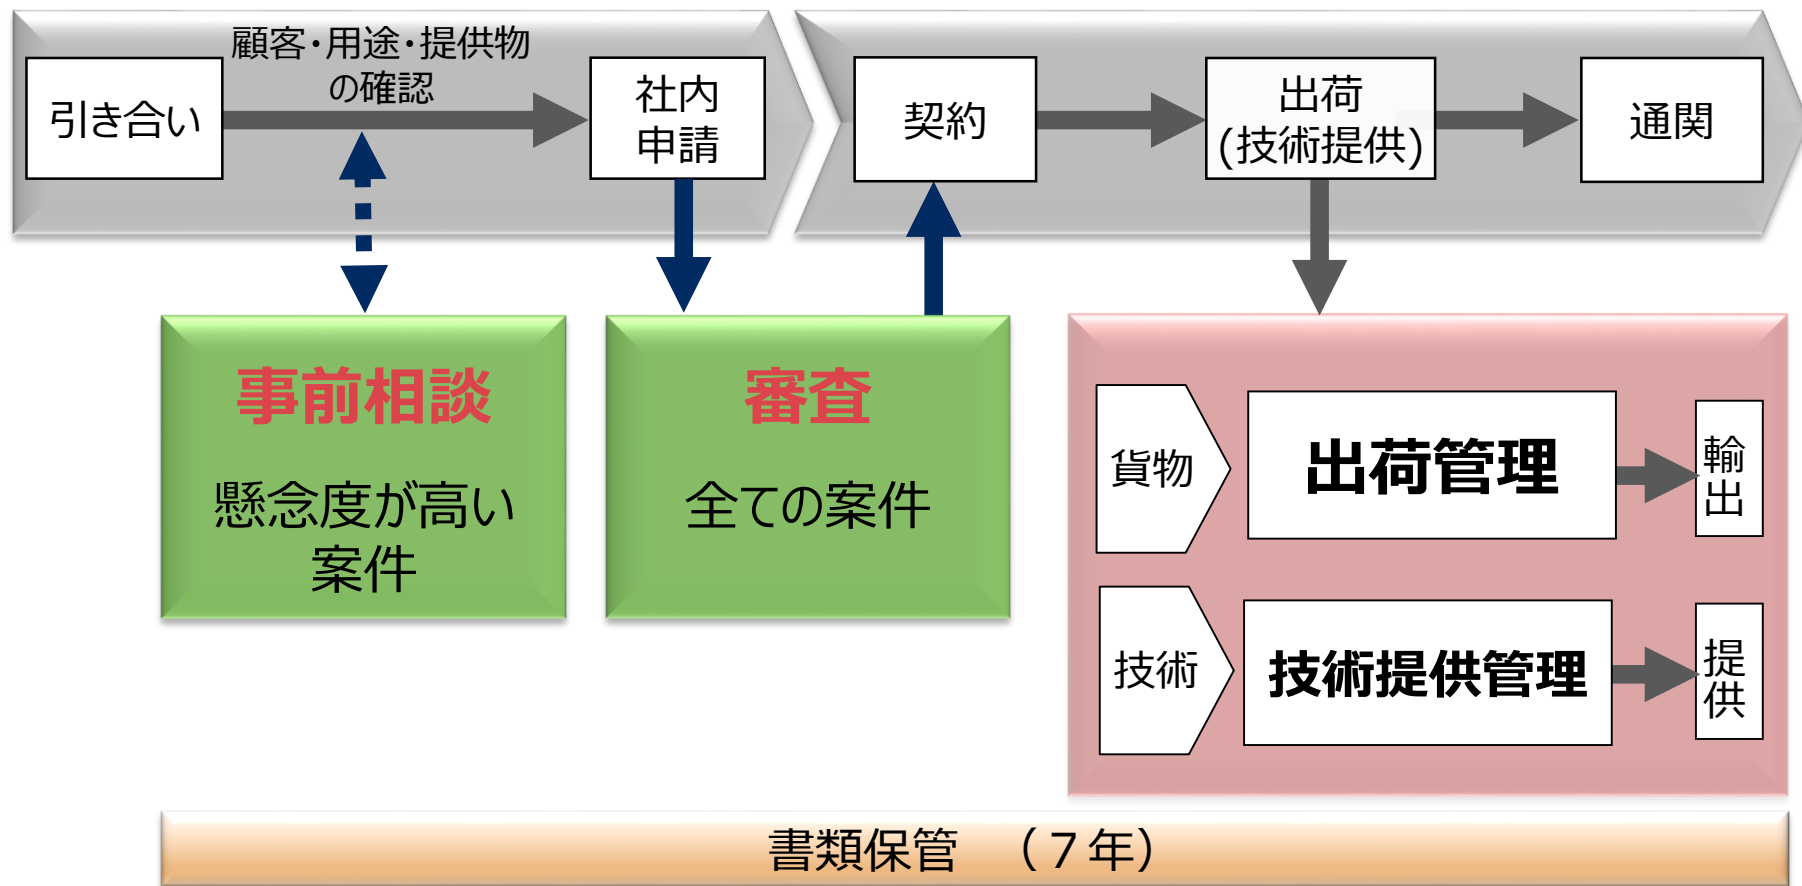 引き合い
顧客・用途・提供物
の確認
社内
申請
契約
出荷
(技術提供)
通関
事前相談
懸念度が高い
案件
審査
全ての案件
貨物
出荷管理
輸出
技術
技術提供管理
提供
書類保管　（７年）